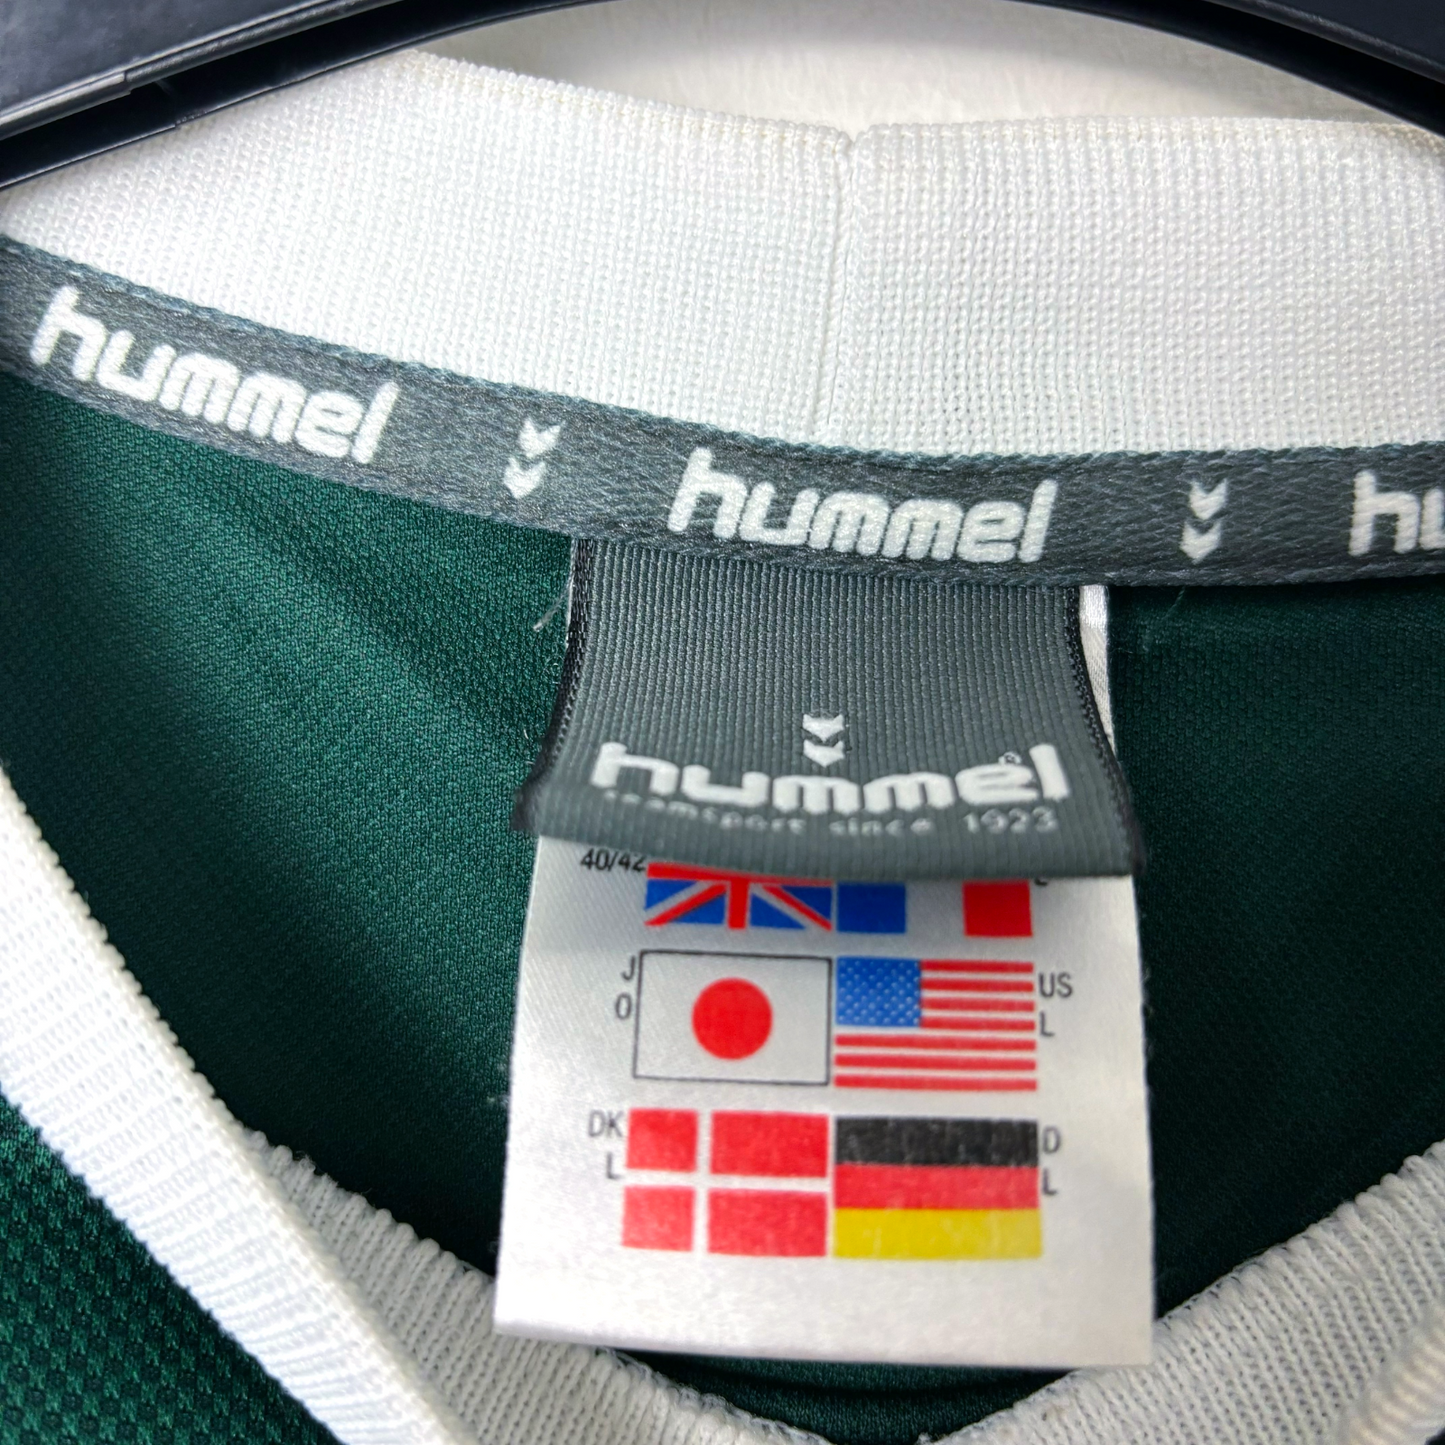 hummel hummel hu
hummel®
teamsport since 1923
40/42
J
O
US
L
DK
L
D
L